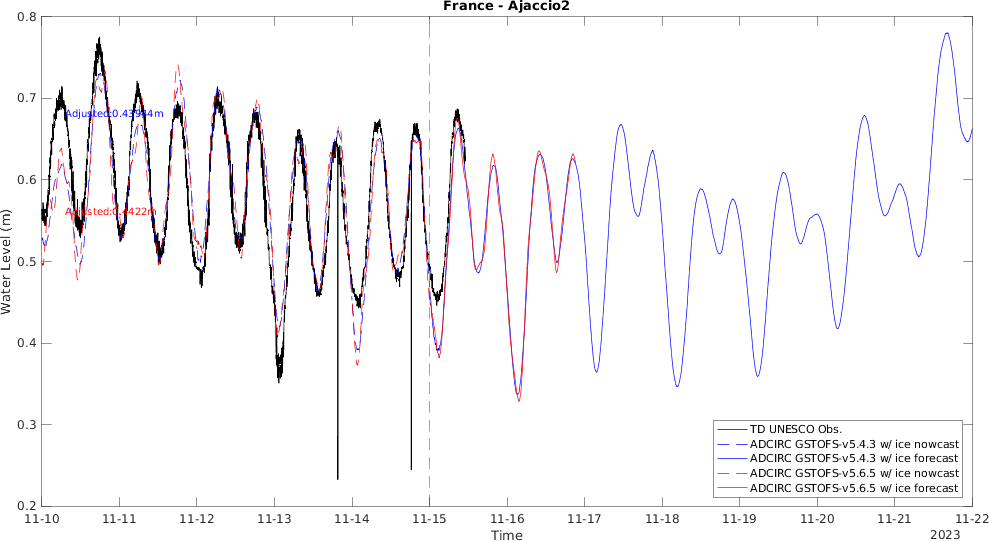 France - Ajaccio2
0.8
0.7
0.6
0.5
0.4
0.3
0.2
Water Level (m)
Adjusted:0.43944m
Adjusted:0.4422m
TD UNESCO Obs.
ADCIRC GSTOFS-v5.4.3 w/ ice nowcast
ADCIRC GSTOFS-v5.4.3 w/ ice forecast
ADCIRC GSTOFS-v5.6.5 w/ ice nowcast
ADCIRC GSTOFS-v5.6.5 w/ ice forecast
11-10 11-11 11-12 11-13 11-14 11-15 11-16 11-17 11-18 11-19 11-20 11-21 11-22
Time
2023